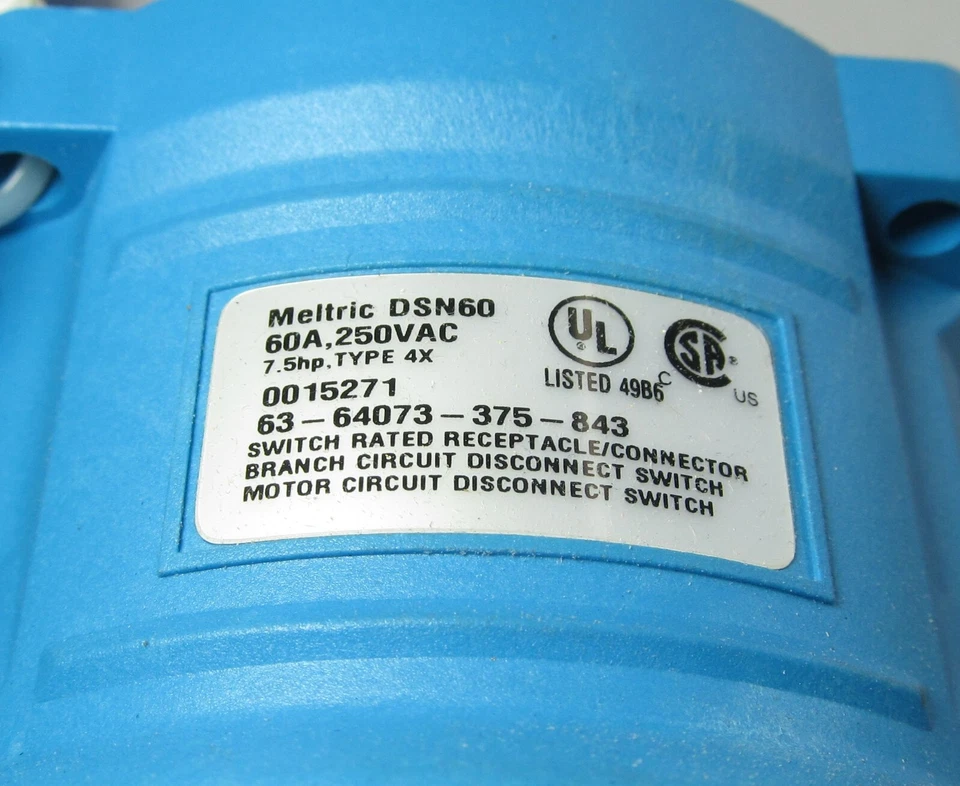 Meltric DSN60
60A,250VAC
7.5hp,TYPE 4X
0015271
63-64073-375-843
SWITCH RATED RECEPTACLE/CONNECTOR
BRANCH CIRCUIT DISCONNECT SWITCH
MOTOR CIRCUIT DISCONNECT SWITCH
UL ®
LISTED 49B6
C SA ® US